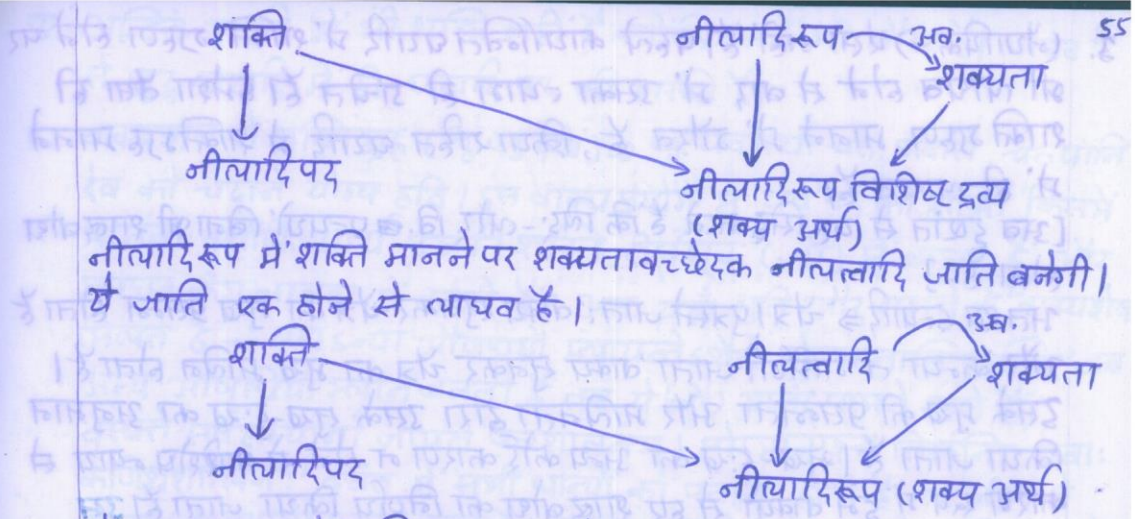 55
शक्ति नीलादिरूप अव.
शक्यता
नीलादिपद नीलादिरूप विशिष्ट द्रव्य
(शक्य अर्थ)
नीलादिरूप में शक्ति मानने पर शक्यतावच्छेदक नीलत्वादि जाति बनेगी।
ये जाति एक होने से लाघव है।
अव.
शक्ति नीलत्वादि शक्यता
नीलादिपद नीलादिरूप (शक्य अर्थ)